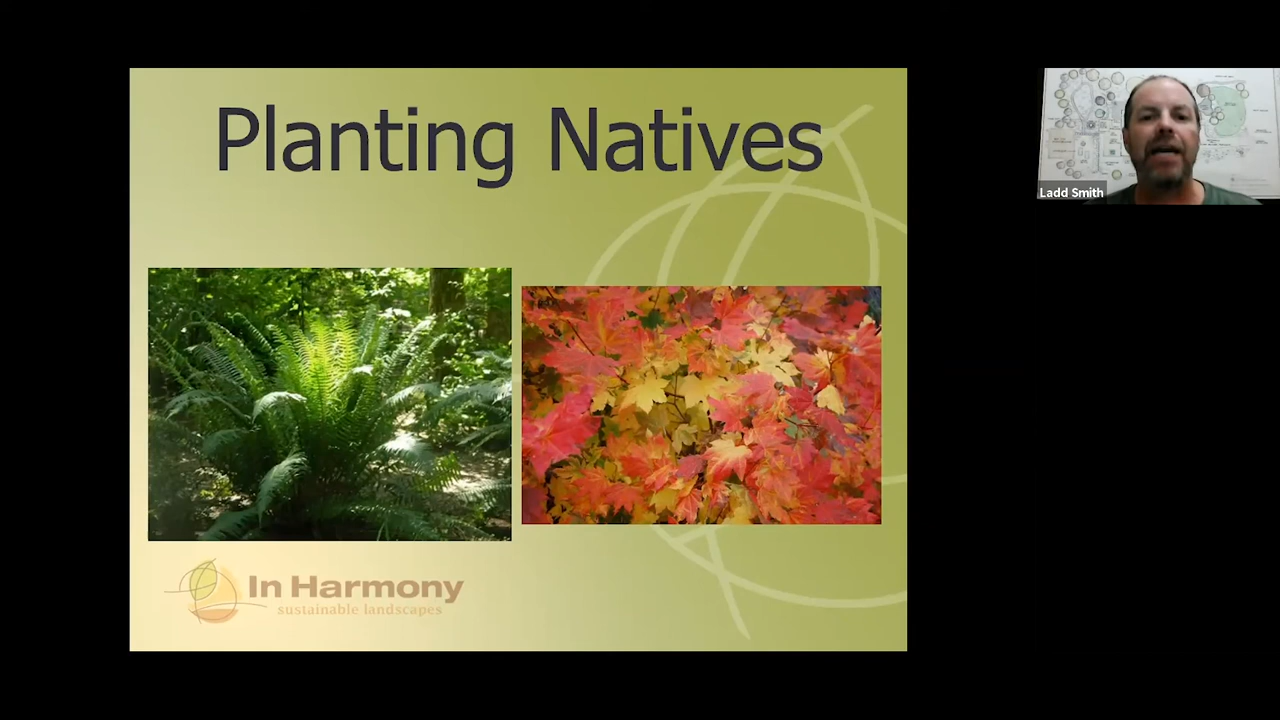 Planting Natives
Ladd Smith
In Harmony
sustainable landscapes